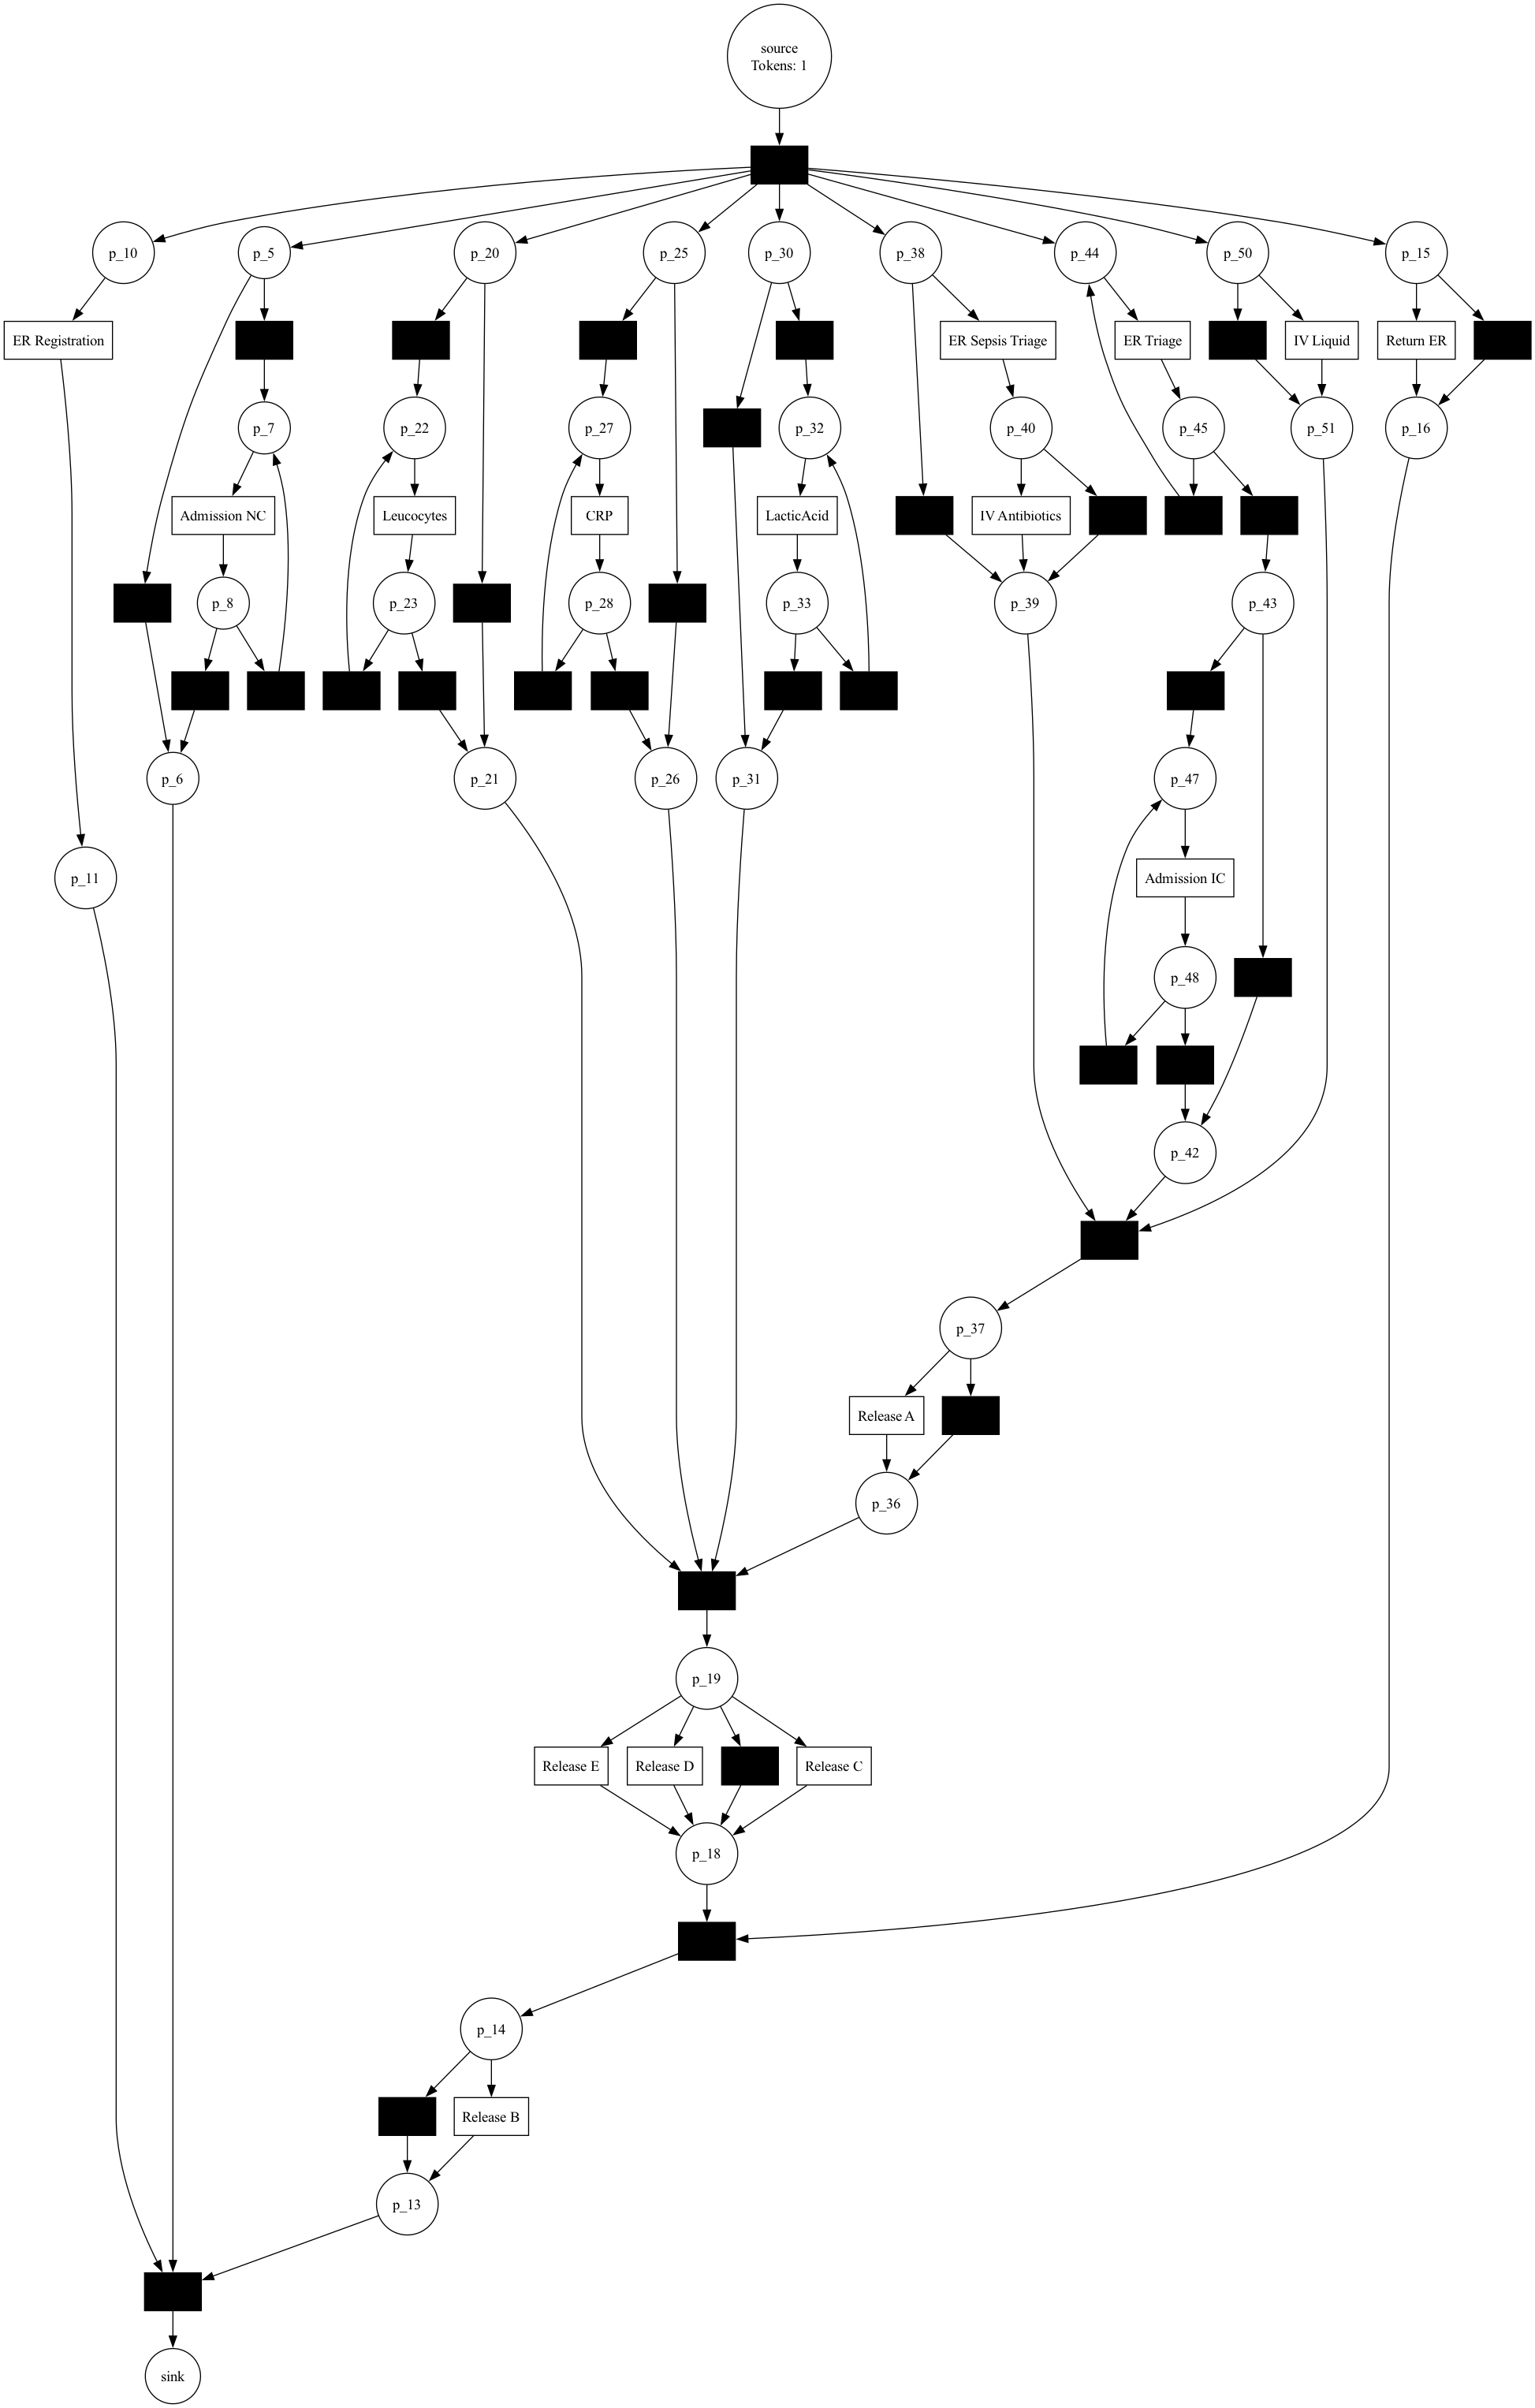 source
Tokens: 1
p_10
p_5
p_20
p_25
p_30
p_38
p_44
p_50
p_15
ER Registration
ER Sepsis Triage
ER Triage
IV Liquid
Return ER
p_7
p_22
p_27
p_32
p_40
p_45
p_51
p_16
Admission NC
Leucocytes
CRP
LacticAcid
IV Antibiotics
p_8
p_23
p_28
p_33
p_39
p_43
p_6
p_21
p_26
p_31
p_47
p_11
Admission IC
p_48
p_42
p_37
Release A
p_36
p_19
Release E
Release D
Release C
p_18
p_14
Release B
p_13
sink